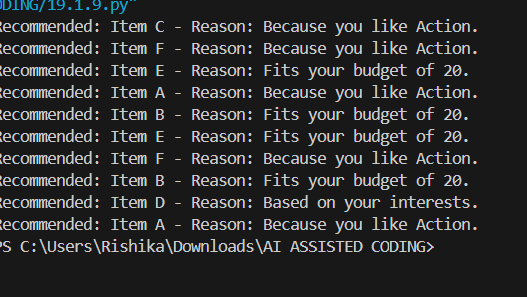 ODING/19.1.9.py"
Recommended: Item C - Reason: Because you like Action.
Recommended: Item F - Reason: Because you like Action.
Recommended: Item E - Reason: Fits your budget of 20.
Recommended: Item A - Reason: Because you like Action.
Recommended: Item B - Reason: Fits your budget of 20.
Recommended: Item E - Reason: Fits your budget of 20.
Recommended: Item F - Reason: Because you like Action.
Recommended: Item B - Reason: Fits your budget of 20.
Recommended: Item D - Reason: Based on your interests.
Recommended: Item A - Reason: Because you like Action.
PS C:\Users\Rishika\Downloads\AI ASSISTED CODING>